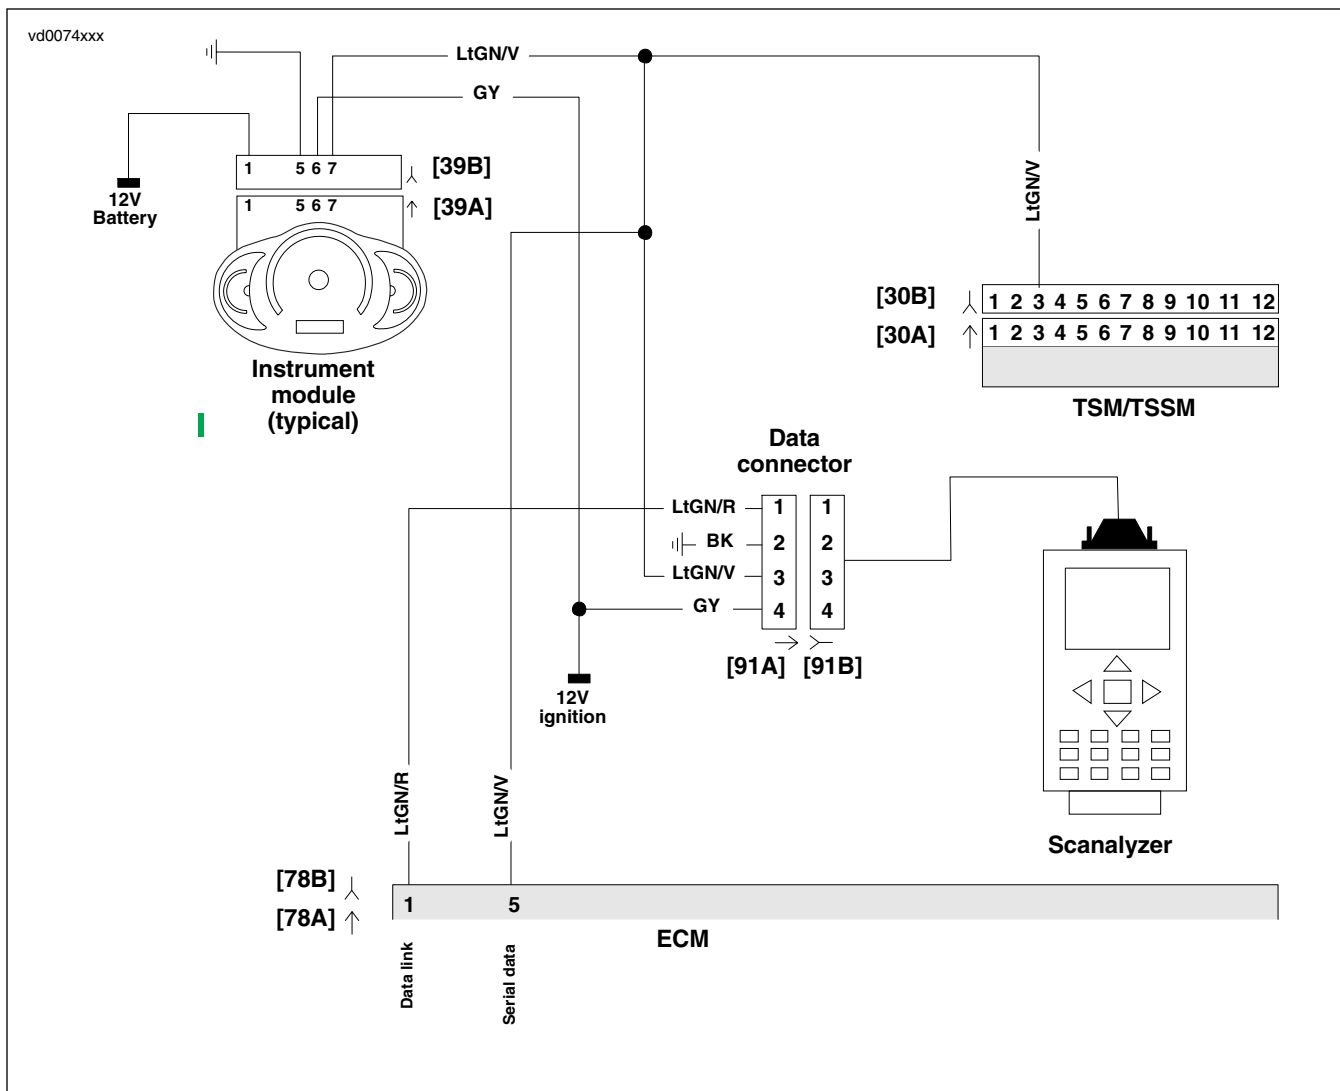 vd0074xxx
LtGN/V
GY
1 5 6 7
[39B]
1 5 6 7
[39A]
12V
Battery
Instrument
module
(typical)
LtGN/V
[30B]
1 2 3 4 5 6 7 8 9 10 11 12
[30A]
1 2 3 4 5 6 7 8 9 10 11 12
TSM/TSSM
Data
connector
LtGN/R 1 1
BK 2 2
LtGN/V 3 3
GY 4 4
[91A] [91B]
12V
ignition
Scanalyzer
LtGN/R
LtGN/V
[78B]
[78A]
1 5
ECM
Data link
Serial data